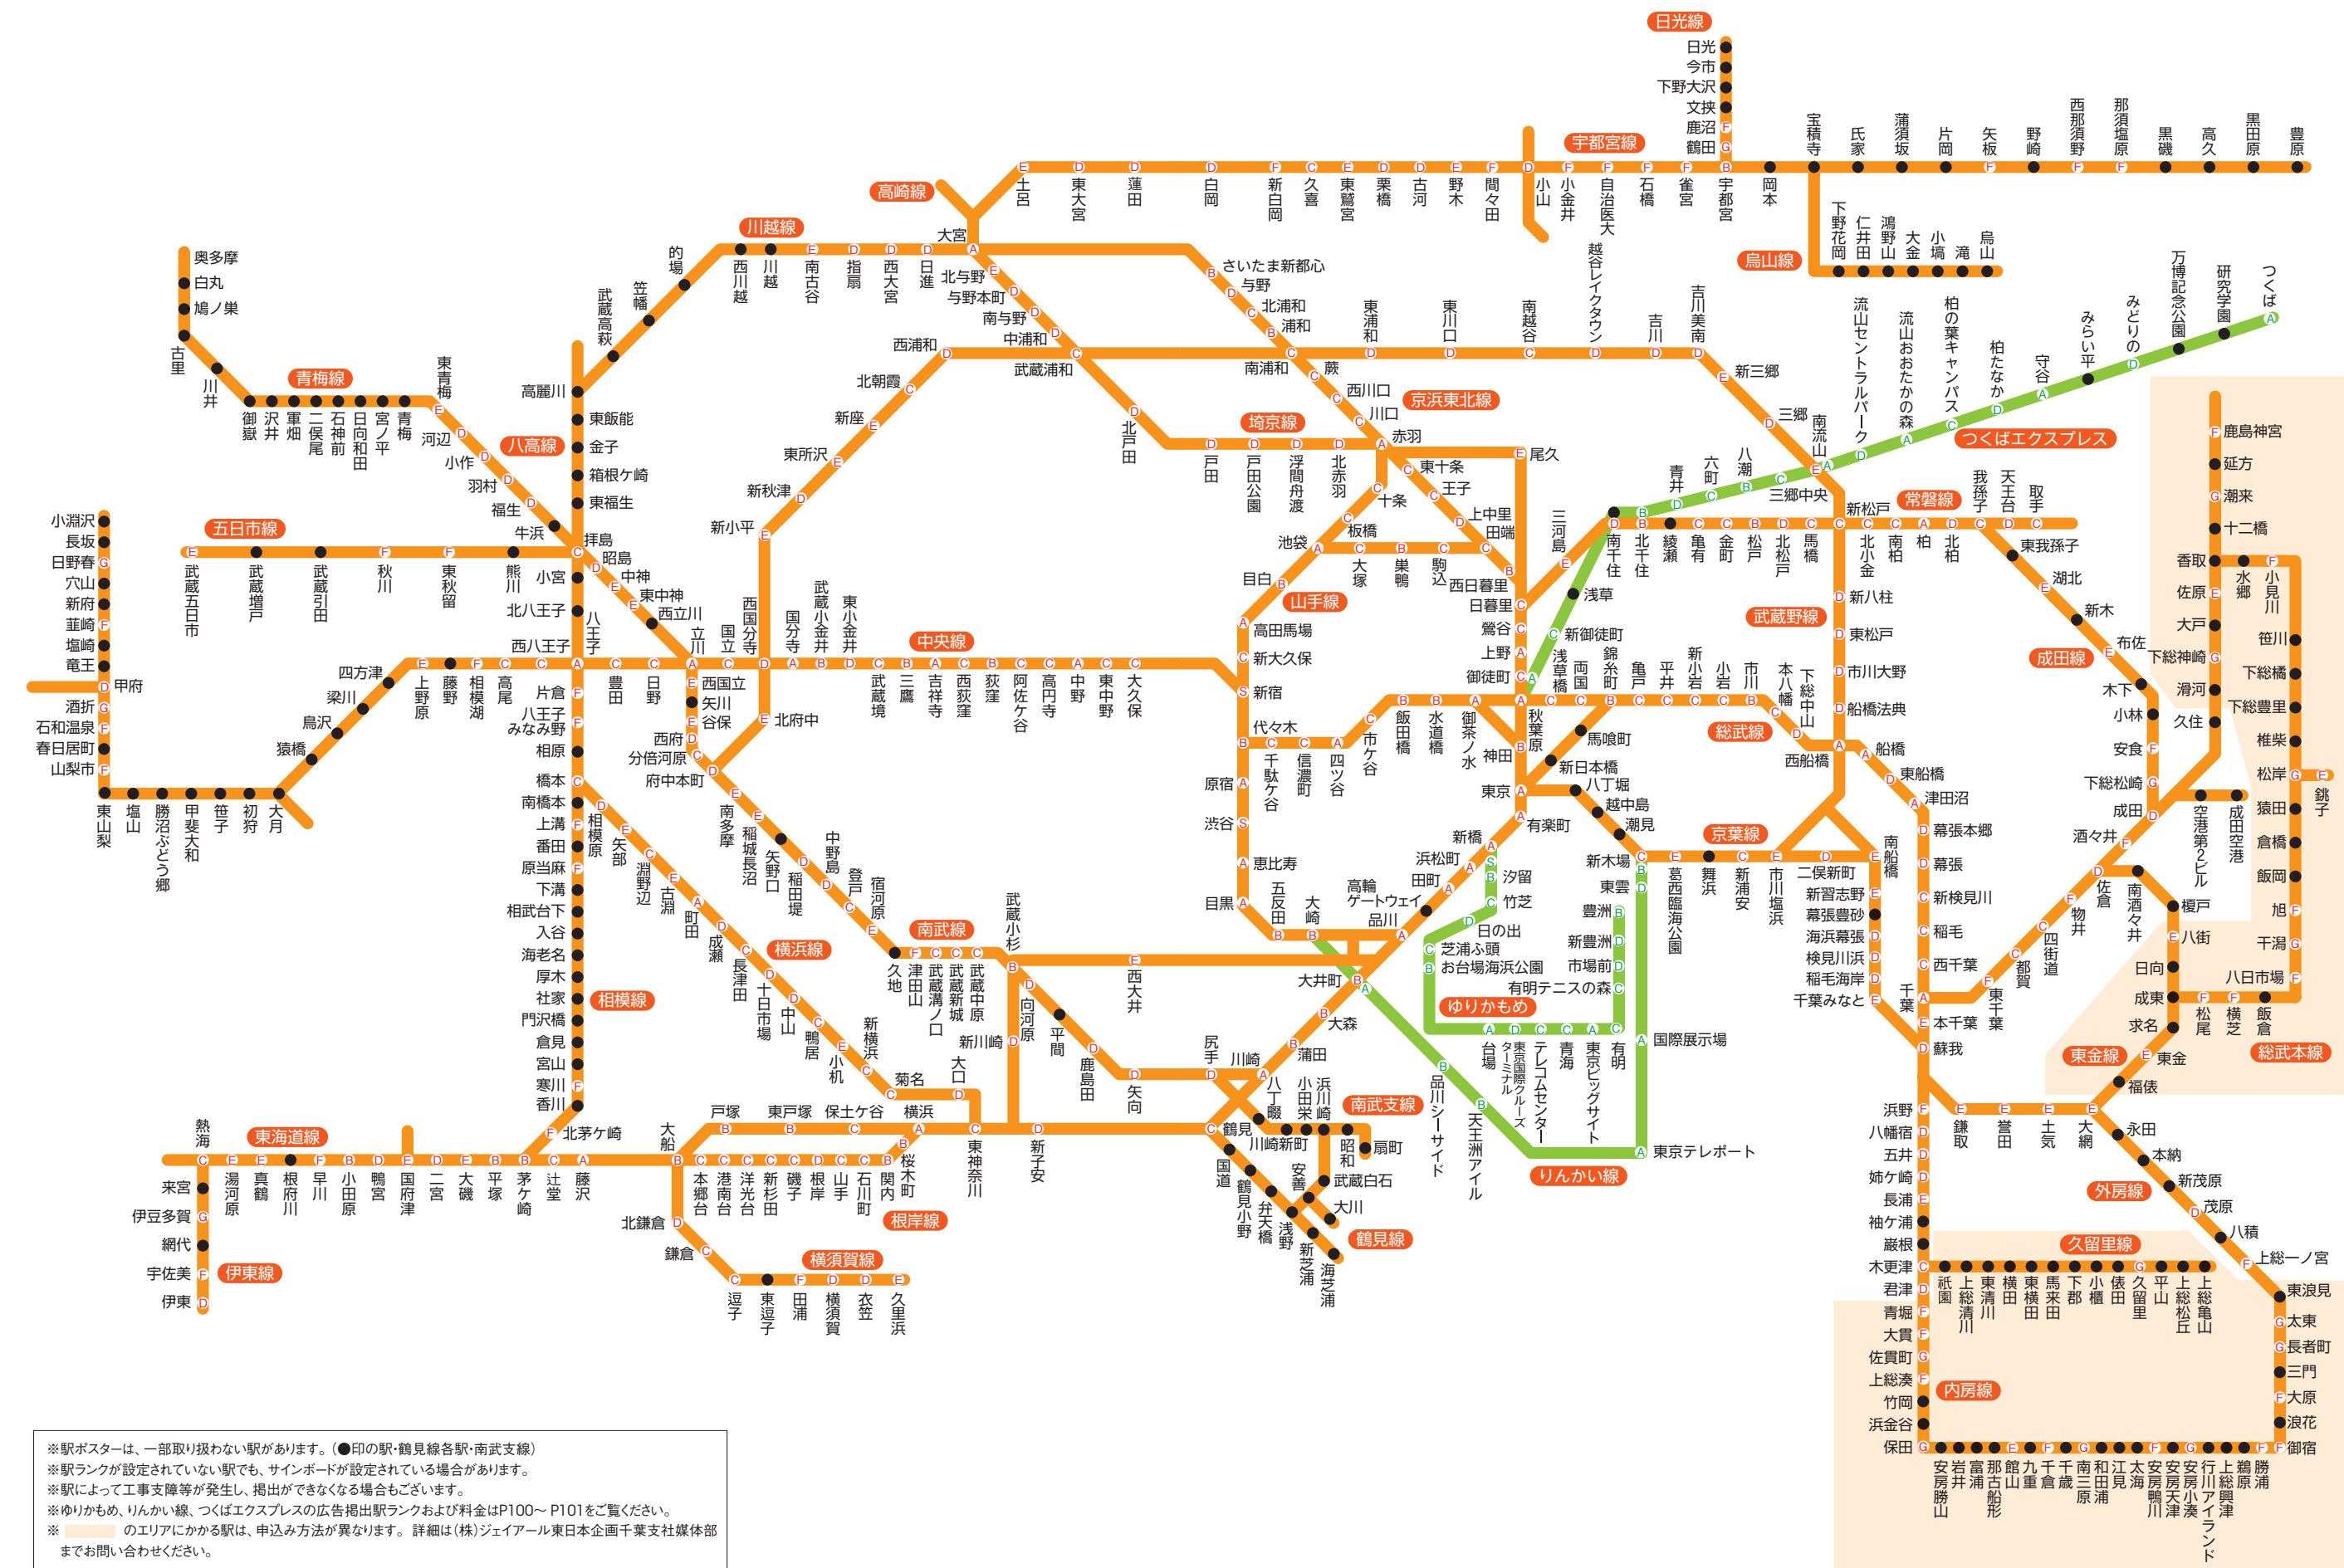 日光線
日光
今市
下野大沢
文挟
鹿沼
鶴田
宇都宮線
土呂
東大宮
蓮田
白岡
新白岡
久喜
東鷲宮
栗橋
古河
野木
間々田
小山
小金井
自治医大
石橋
雀宮
宇都宮
岡本
宝積寺
氏家
蒲須坂
片岡
矢板
野崎
西那須野
那須塩原
黒磯
高久
黒田原
豊原
烏山線
下野花岡
仁井田
鴻野山
大金
小塙
滝
烏山
高崎線
川越線
大宮
日進
西大宮
指扇
南古谷
川越
西川越
的場
笠幡
武蔵高萩
高麗川
奥多摩
白丸
鳩ノ巣
古里
川井
御嶽
沢井
軍畑
二俣尾
石神前
日向和田
宮ノ平
青梅
青梅線
東青梅
河辺
小作
羽村
福生
牛浜
拝島
昭島
中神
東中神
西立川
立川
八高線
東飯能
金子
箱根ケ崎
東福生
小宮
北八王子
八王子
五日市線
武蔵五日市
武蔵増戸
武蔵引田
秋川
東秋留
熊川
小淵沢
長坂
日野春
穴山
新府
韮崎
塩崎
竜王
甲府
酒折
石和温泉
春日居町
山梨市
東山梨
塩山
勝沼ぶどう郷
甲斐大和
笹子
初狩
大月
猿橋
鳥沢
梁川
四方津
上野原
藤野
相模湖
高尾
西八王子
豊田
日野
国立
西国分寺
国分寺
武蔵小金井
東小金井
中央線
武蔵境
三鷹
吉祥寺
西荻窪
荻窪
阿佐ケ谷
高円寺
中野
東中野
大久保
西国立
矢川
谷保
西府
分倍河原
府中本町
北府中
南多摩
稲城長沼
矢野口
稲田堤
中野島
登戸
宿河原
久地
南武線
津田山
武蔵溝ノ口
武蔵新城
武蔵中原
武蔵小杉
向河原
平間
鹿島田
矢向
尻手
川崎
西大井
新川崎
片倉
八王子みなみ野
相原
橋本
南橋本
上溝
番田
原当麻
下溝
相武台下
入谷
海老名
厚木
社家
門沢橋
倉見
宮山
寒川
香川
北茅ケ崎
相模線
相模原
矢部
淵野辺
古淵
町田
成瀬
横浜線
長津田
十日市場
中山
鴨居
小机
新横浜
菊名
大口
東神奈川
新子安
鶴見
熱海
東海道線
湯河原
真鶴
根府川
早川
小田原
鴨宮
国府津
二宮
大磯
平塚
茅ケ崎
辻堂
藤沢
大船
戸塚
東戸塚
保土ケ谷
横浜
来宮
伊豆多賀
網代
宇佐美
伊東
伊東線
本郷台
港南台
洋光台
新杉田
磯子
根岸
山手
石川町
関内
桜木町
根岸線
北鎌倉
鎌倉
横須賀線
逗子
東逗子
田浦
横須賀
衣笠
久里浜
国道
鶴見小野
弁天橋
浅野
新芝浦
海芝浦
安善
武蔵白石
大川
鶴見線
南武支線
八丁畷
川崎新町
小田栄
浜川崎
昭和
扇町
北与野
与野本町
南与野
中浦和
武蔵浦和
北戸田
戸田
戸田公園
浮間舟渡
北赤羽
埼京線
赤羽
さいたま新都心
与野
北浦和
浦和
南浦和
蕨
西川口
川口
京浜東北線
西浦和
北朝霞
新座
東所沢
新秋津
新小平
東浦和
東川口
南越谷
越谷レイクタウン
吉川
吉川美南
新三郷
三郷
南流山
新松戸
尾久
東十条
王子
上中里
田端
十条
板橋
池袋
大塚
巣鴨
駒込
西日暮里
日暮里
鶯谷
上野
御徒町
秋葉原
神田
東京
有楽町
新橋
浜松町
田町
高輪ゲートウェイ
品川
大崎
五反田
目黒
恵比寿
渋谷
原宿
代々木
新宿
新大久保
高田馬場
目白
山手線
千駄ケ谷
信濃町
四ツ谷
市ケ谷
飯田橋
水道橋
御茶ノ水
浅草橋
両国
錦糸町
亀戸
平井
新小岩
小岩
市川
本八幡
下総中山
西船橋
総武線
馬喰町
新日本橋
三河島
南千住
北千住
綾瀬
亀有
金町
松戸
北松戸
馬橋
北小金
南柏
柏
北柏
我孫子
天王台
取手
常磐線
浅草
新御徒町
青井
六町
八潮
三郷中央
流山セントラルパーク
流山おおたかの森
柏の葉キャンパス
柏たなか
守谷
みらい平
みどりの
万博記念公園
研究学園
つくば
つくばエクスプレス
武蔵野線
新八柱
東松戸
市川大野
船橋法典
船橋
東船橋
津田沼
幕張本郷
幕張
新検見川
稲毛
西千葉
千葉
本千葉
蘇我
八丁堀
越中島
潮見
新木場
京葉線
葛西臨海公園
舞浜
新浦安
市川塩浜
二俣新町
南船橋
新習志野
幕張豊砂
海浜幕張
検見川浜
稲毛海岸
千葉みなと
汐留
竹芝
日の出
芝浦ふ頭
お台場海浜公園
ゆりかもめ
台場
東京国際クルーズターミナル
テレコムセンター
青海
東京ビッグサイト
有明
有明テニスの森
市場前
新豊洲
豊洲
東雲
国際展示場
東京テレポート
りんかい線
天王洲アイル
品川シーサイド
大井町
大森
蒲田
東我孫子
湖北
新木
布佐
木下
小林
安食
下総松崎
成田
成田線
酒々井
佐倉
物井
四街道
都賀
東千葉
空港第2ビル
成田空港
久住
滑河
下総神崎
大戸
佐原
香取
十二橋
潮来
延方
鹿島神宮
水郷
小見川
笹川
下総橘
下総豊里
椎柴
松岸
銚子
猿田
倉橋
飯岡
旭
干潟
八日市場
飯倉
横芝
松尾
成東
日向
八街
榎戸
南酒々井
総武本線
求名
東金
福俵
東金線
大網
土気
誉田
鎌取
永田
本納
新茂原
茂原
八積
上総一ノ宮
東浪見
太東
長者町
三門
大原
浪花
御宿
外房線
浜野
八幡宿
五井
姉ケ崎
長浦
袖ケ浦
巌根
木更津
君津
青堀
大貫
佐貫町
上総湊
竹岡
浜金谷
保田
内房線
久留里線
祇園
上総清川
東清川
横田
東横田
馬来田
下郡
小櫃
俵田
久留里
平山
上総松丘
上総亀山
安房勝山
岩井
富浦
那古船形
館山
九重
千倉
千歳
南三原
和田浦
江見
太海
安房鴨川
安房天津
安房小湊
行川アイランド
上総興津
鵜原
勝浦
※駅ポスターは、一部取り扱わない駅があります。（●印の駅・鶴見線各駅・南武支線）
※駅ランクが設定されていない駅でも、サインボードが設定されている場合があります。
※駅によって工事支障等が発生し、掲出ができなくなる場合もございます。
※ゆりかもめ、りんかい線、つくばエクスプレスの広告掲出駅ランクおよび料金はP100～P101をご覧ください。
※ のエリアにかかる駅は、申込み方法が異なります。詳細は（株）ジェイアール東日本企画千葉支社媒体部
までお問い合わせください。